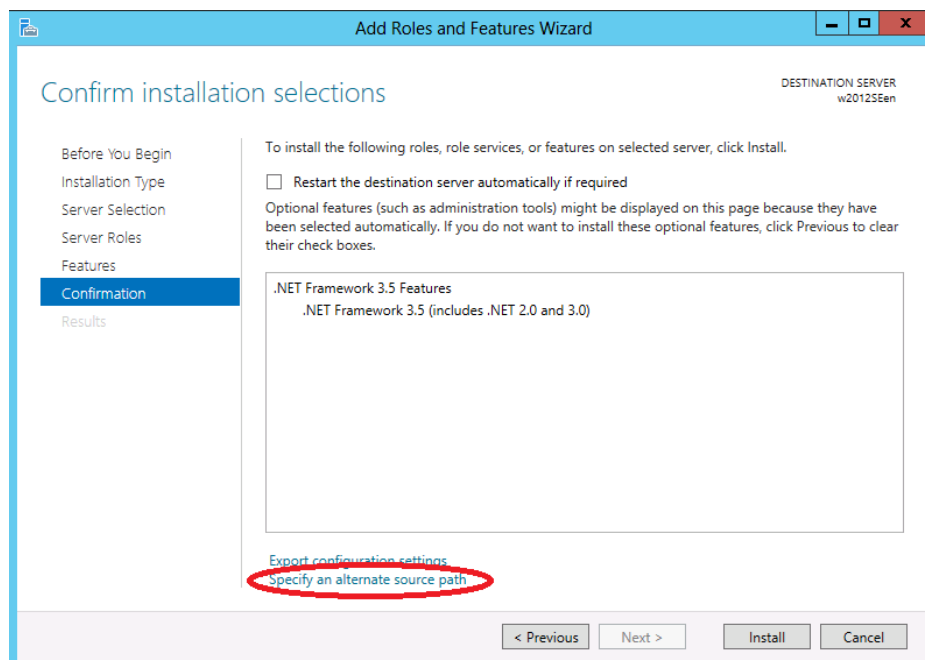 Add Roles and Features Wizard
Confirm installation selections
DESTINATION SERVER
w2012SEen
Before You Begin
Installation Type
Server Selection
Server Roles
Features
Confirmation
Results
To install the following roles, role services, or features on selected server, click Install.
Restart the destination server automatically if required
Optional features (such as administration tools) might be displayed on this page because they have
been selected automatically. If you do not want to install these optional features, click Previous to clear
their check boxes.
.NET Framework 3.5 Features
.NET Framework 3.5 (includes .NET 2.0 and 3.0)
Export configuration settings
Specify an alternate source path
< Previous
Next >
Install
Cancel